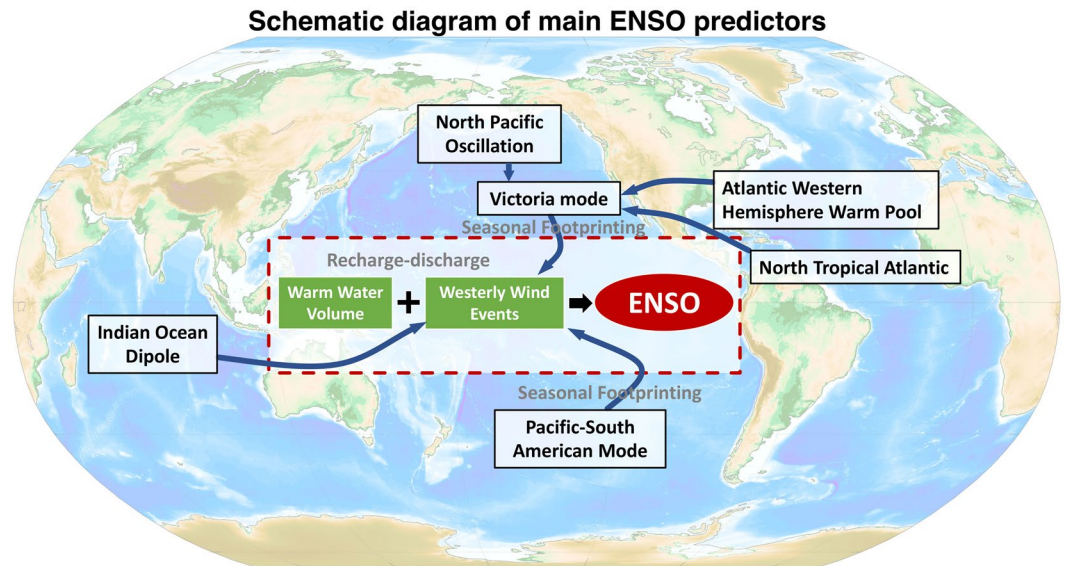 Schematic diagram of main ENSO predictors
North Pacific
Oscillation
Victoria mode
Atlantic Western
Hemisphere Warm Pool
Seasonal Footprinting
North Tropical Atlantic
Recharge-discharge
Warm Water
Volume
+
Westerly Wind
Events
ENSO
Indian Ocean
Dipole
Seasonal Footprinting
Pacific-South
American Mode